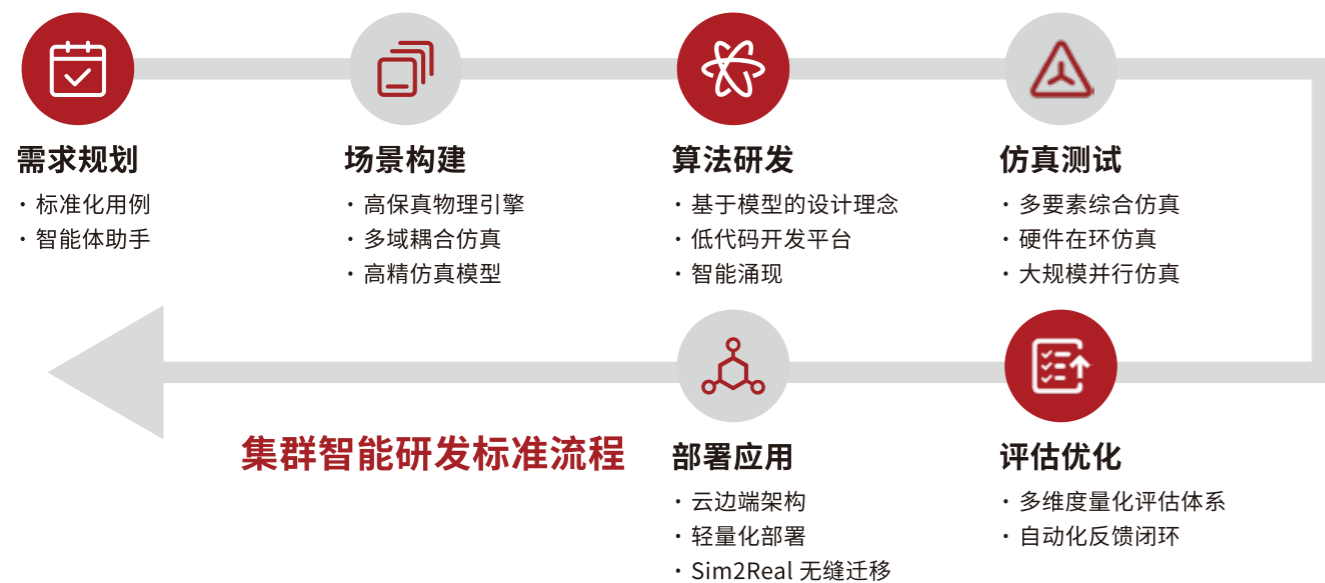 需求规划
· 标准化用例
· 智能体助手
场景构建
· 高保真物理引擎
· 多域耦合仿真
· 高精仿真模型
算法研发
· 基于模型的设计理念
· 低代码开发平台
· 智能涌现
仿真测试
· 多要素综合仿真
· 硬件在环仿真
· 大规模并行仿真
评估优化
· 多维度量化评估体系
· 自动化反馈闭环
部署应用
· 云边端架构
· 轻量化部署
· Sim2Real 无缝迁移
集群智能研发标准流程